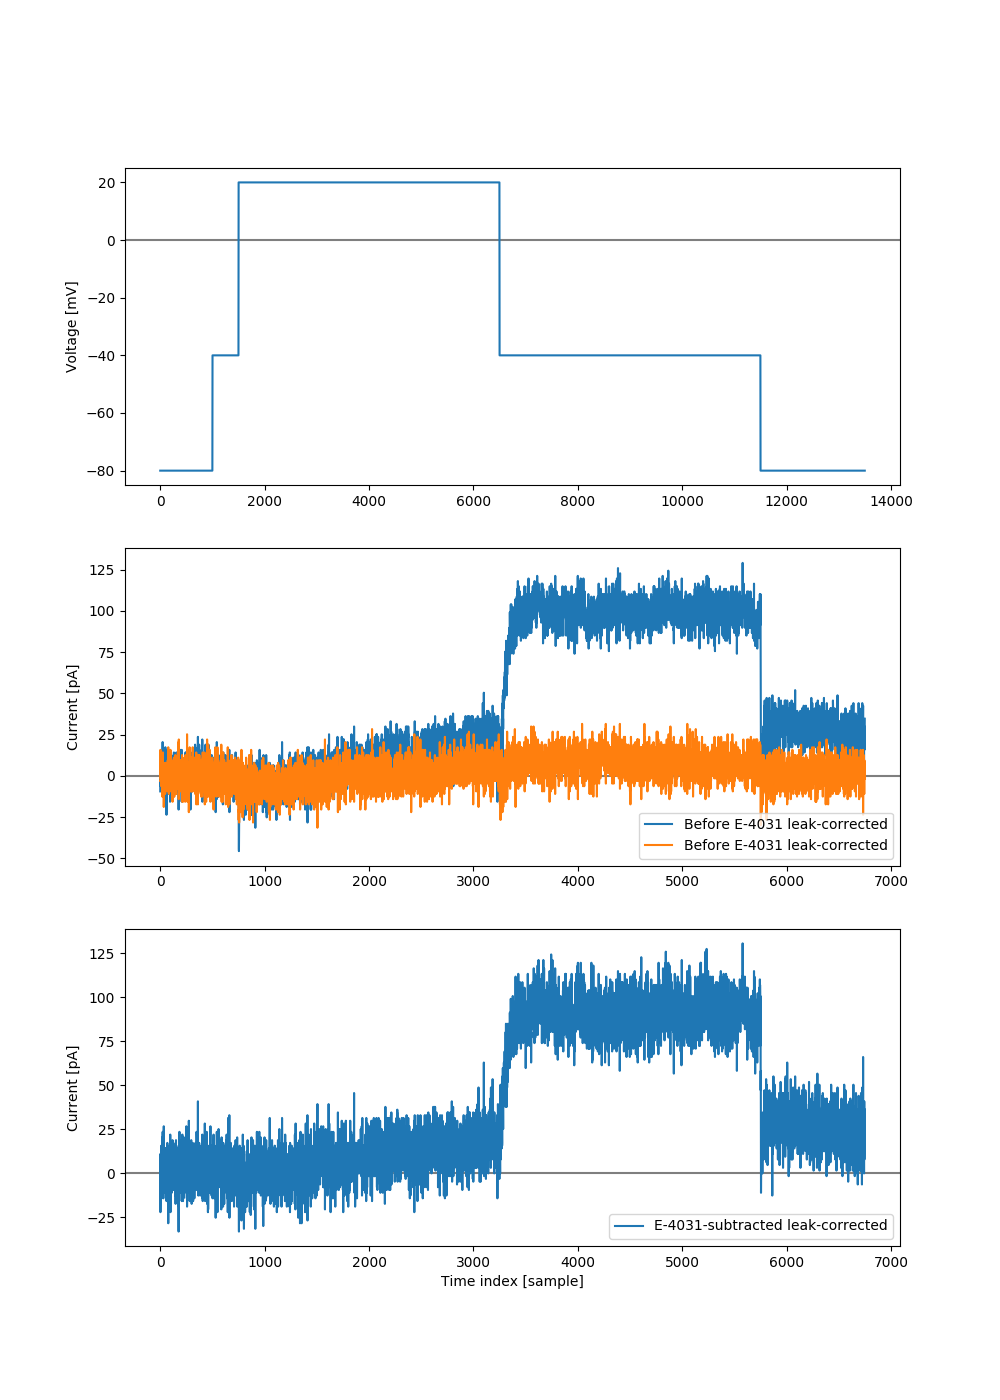 20
0
−20
−40
−60
−80
Voltage [mV]
0 2000 4000 6000 8000 10000 12000 14000
125
100
75
50
25
0
−25
−50
Current [pA]
Before E-4031 leak-corrected
Before E-4031 leak-corrected
0 1000 2000 3000 4000 5000 6000 7000
125
100
75
50
25
0
−25
Current [pA]
E-4031-subtracted leak-corrected
0 1000 2000 3000 4000 5000 6000 7000
Time index [sample]